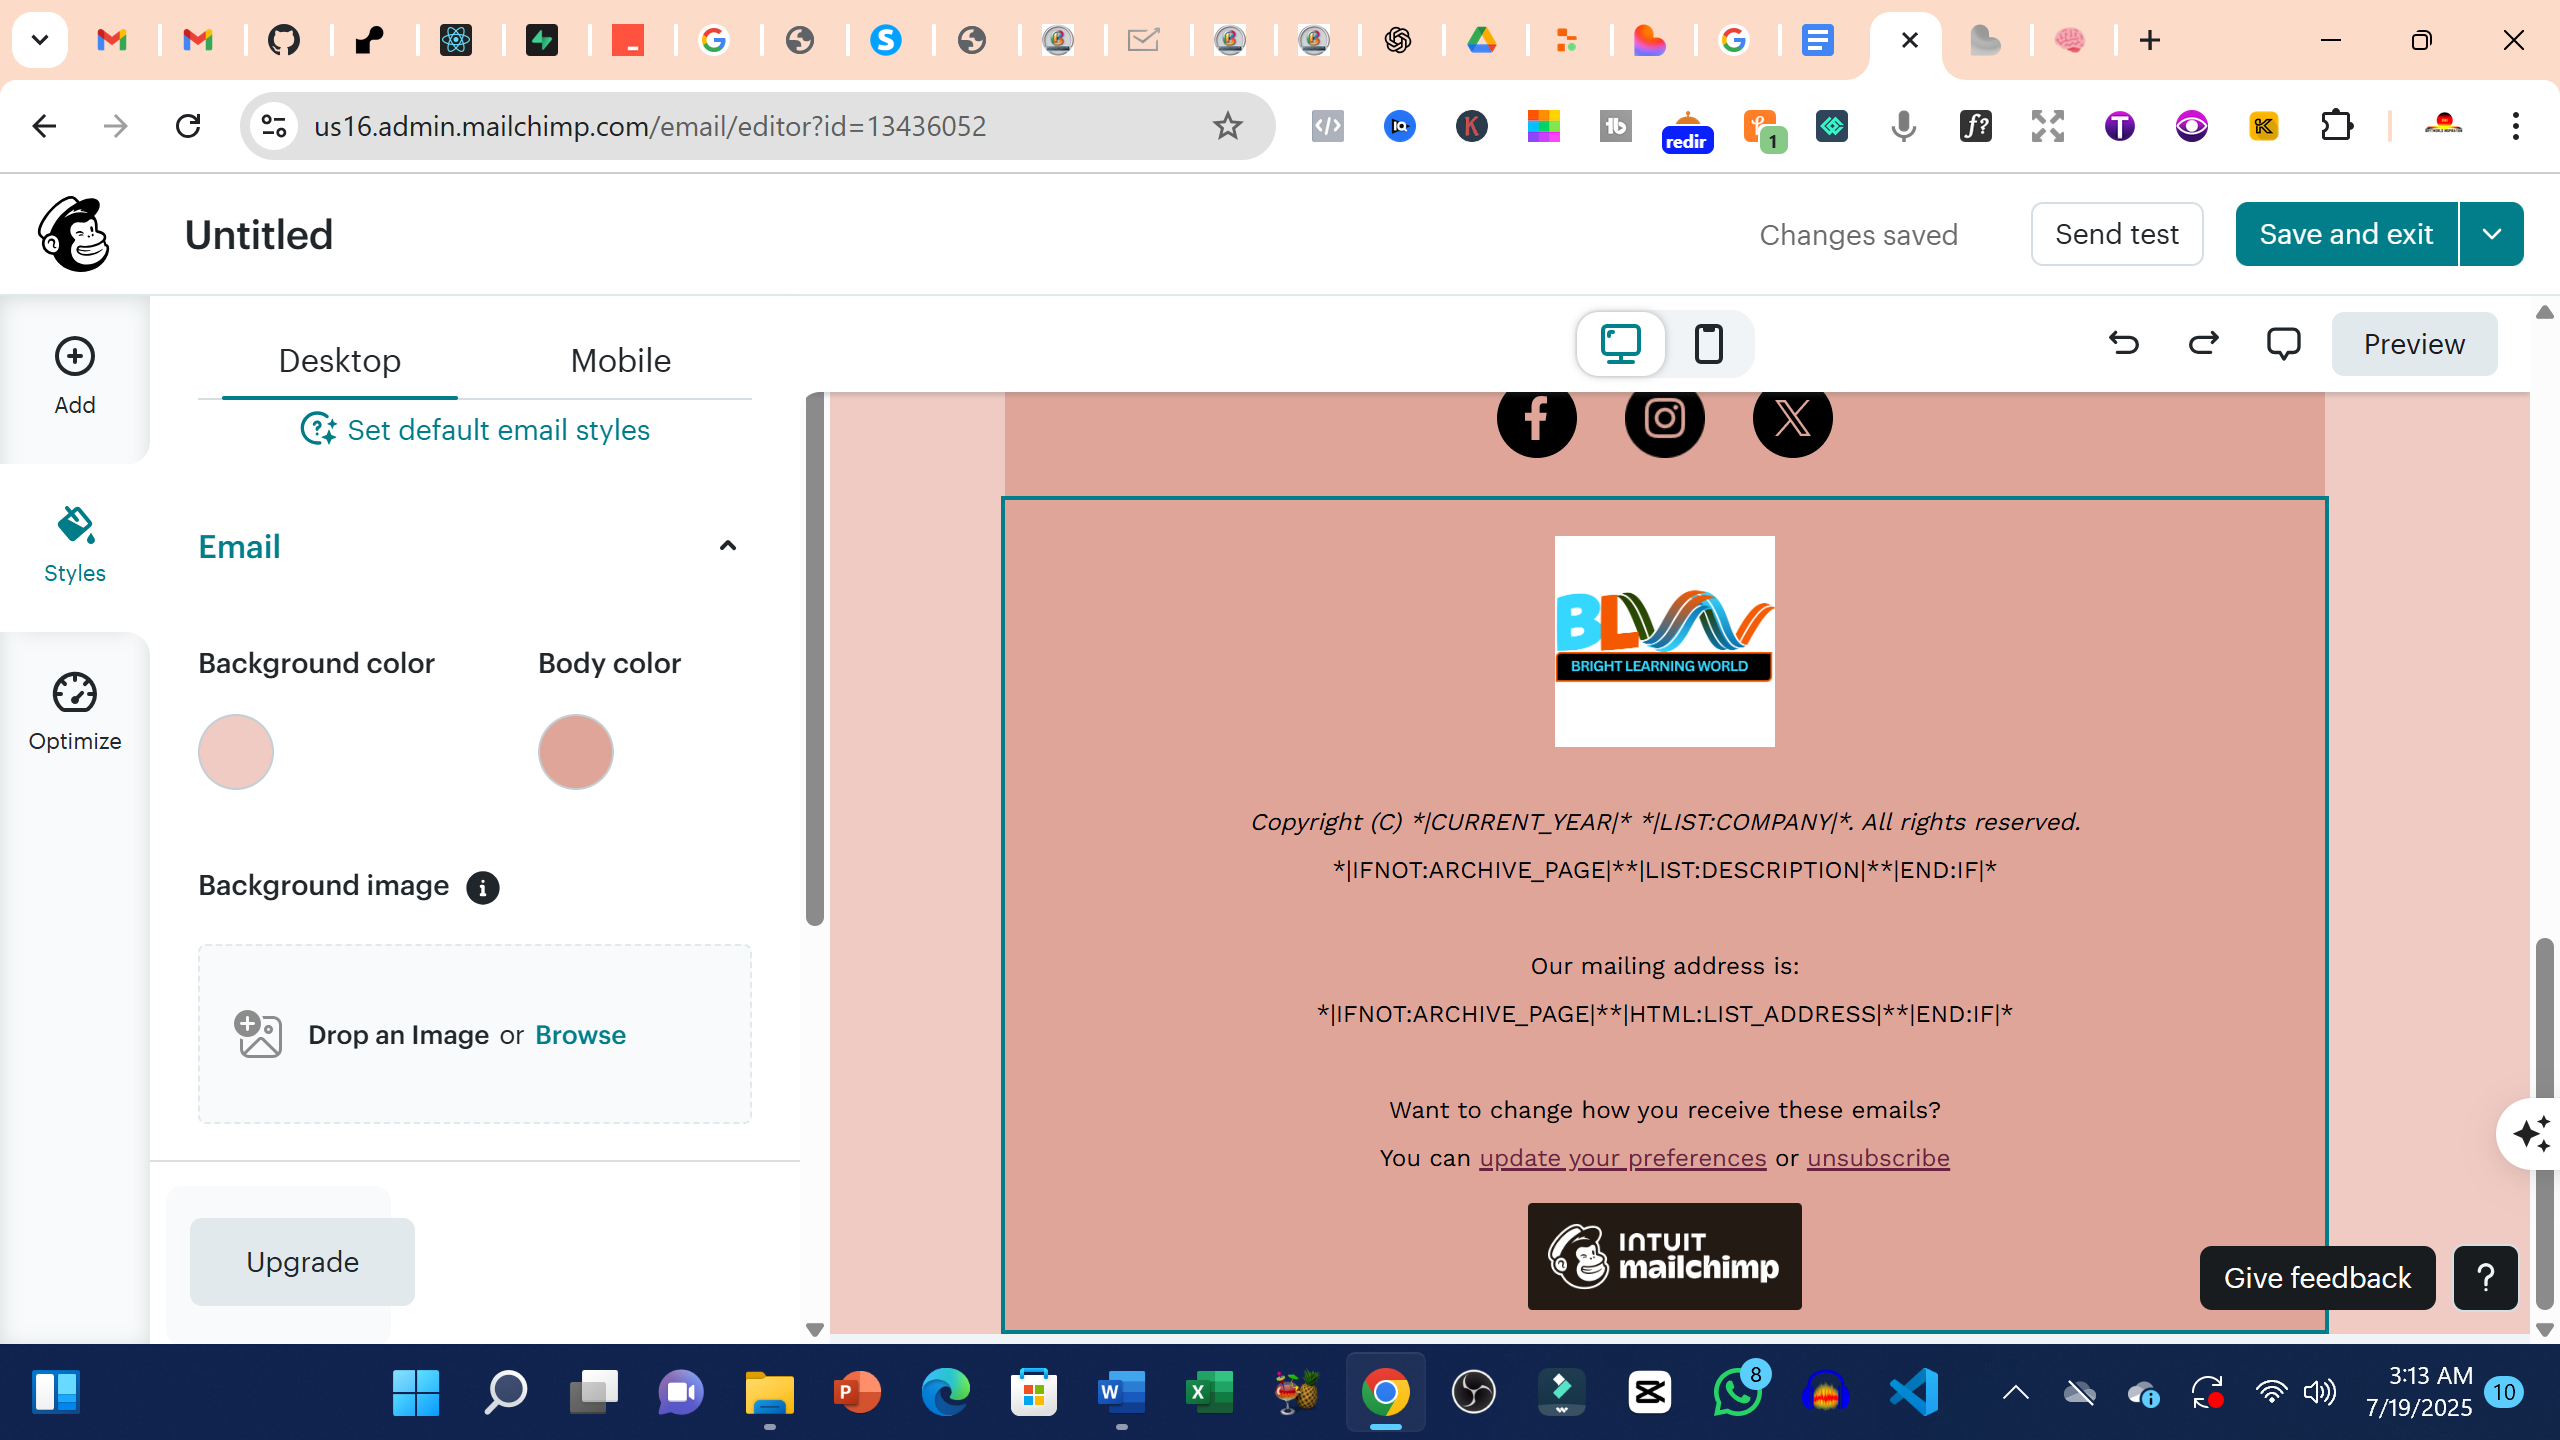 us16.admin.mailchimp.com/email/editor?id=13436052
redir
1
Untitled
Changes saved
Send test
Save and exit
Add
Styles
Optimize
Desktop
Mobile
Set default email styles
Preview
Email
Background color
Body color
Background image
Drop an Image or Browse
Upgrade
BLW
BRIGHT LEARNING WORLD
Copyright (C) *|CURRENT_YEAR|* *|LIST:COMPANY|*. All rights reserved.
*|IFNOT:ARCHIVE_PAGE|**|LIST:DESCRIPTION|**|END:IF|*
Our mailing address is:
*|IFNOT:ARCHIVE_PAGE|**|HTML:LIST_ADDRESS|**|END:IF|*
Want to change how you receive these emails?
You can update your preferences or unsubscribe
INTUIT
mailchimp
Give feedback
?
8
3:13 AM
7/19/2025
10